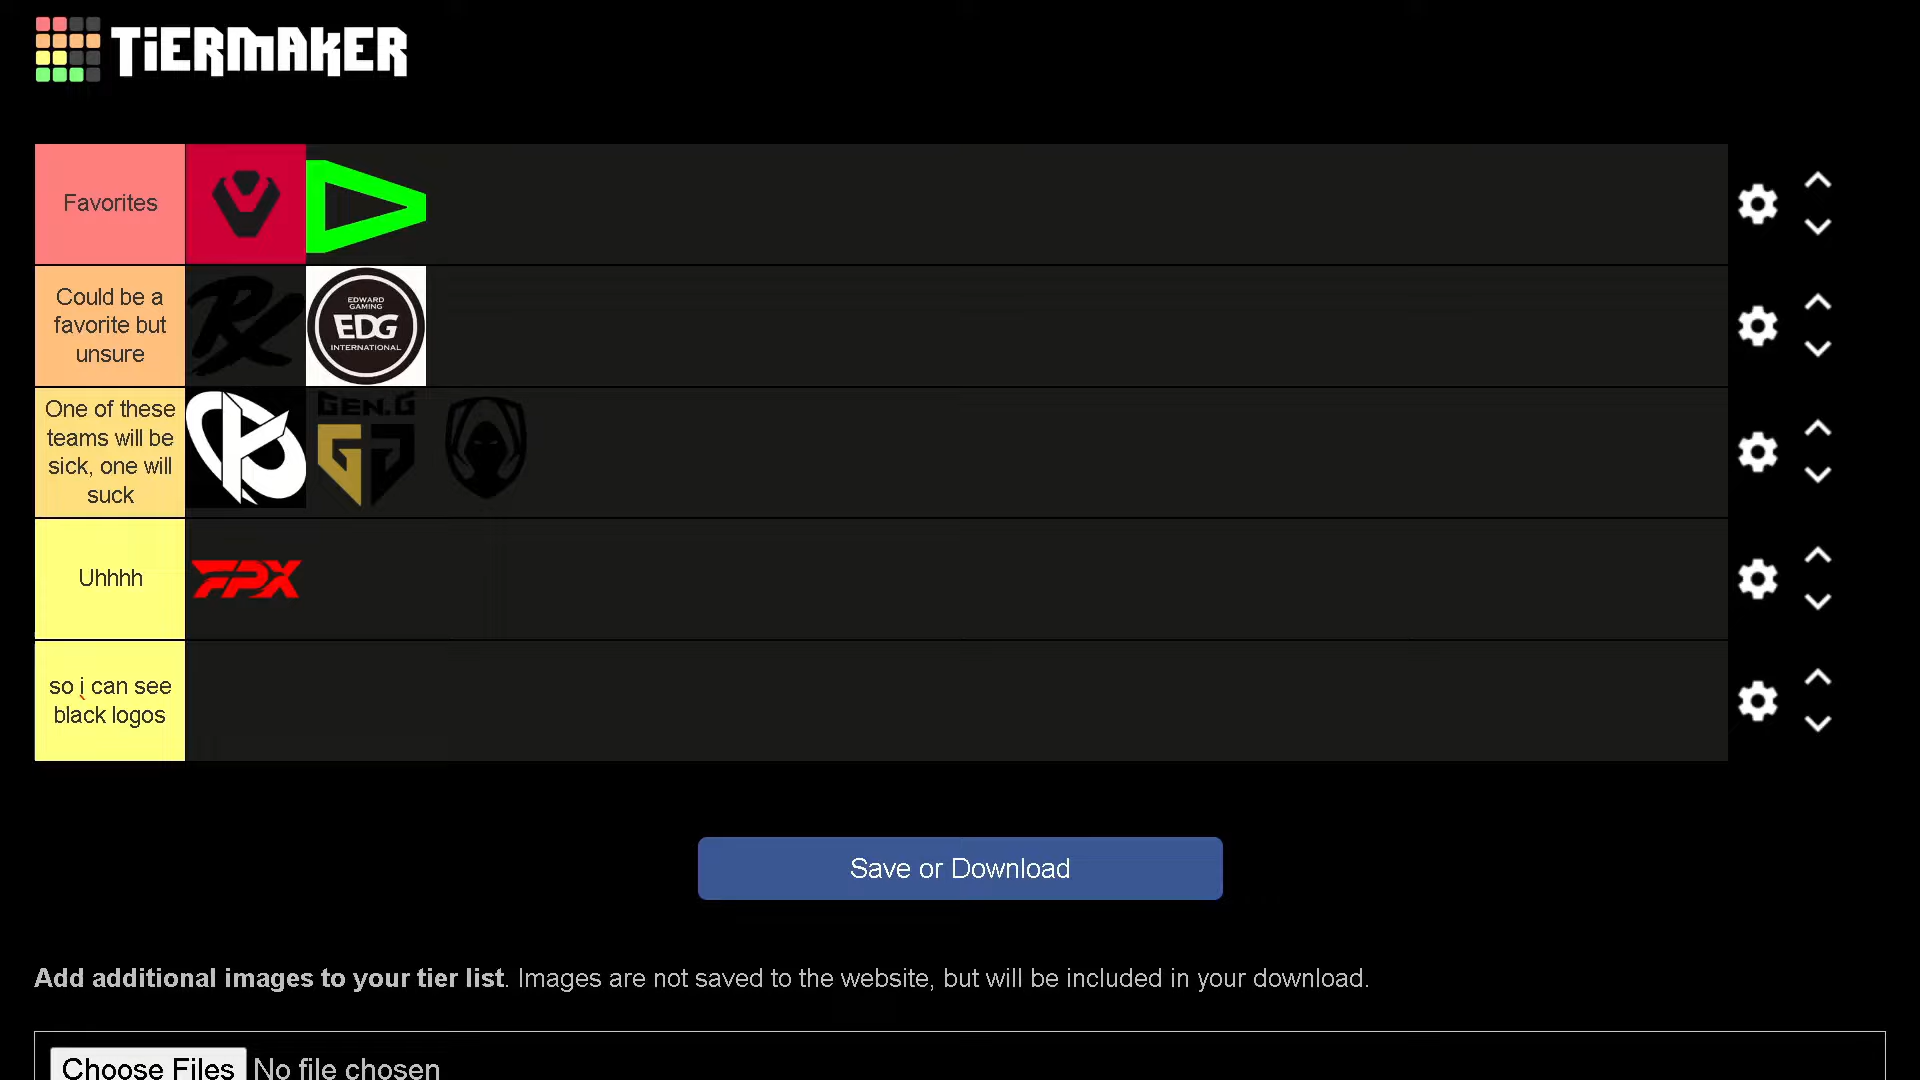 TiERMAKER
Favorites
Could be a
favorite but
unsure
EDWARD
GAMING
EDG
INTERNATIONAL
One of these
teams will be
sick, one will
suck
GEN.G
Uhhhh
FPX
so i can see
black logos
Save or Download
Add additional images to your tier list. Images are not saved to the website, but will be included in your download.
Choose Files No file chosen